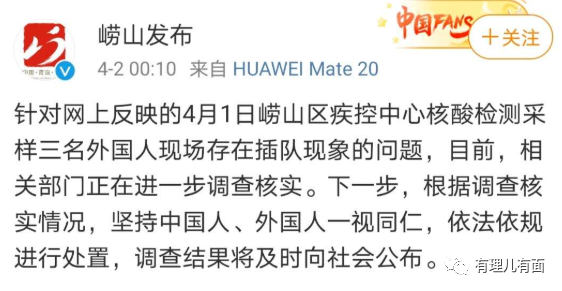 中国FANS
崂山发布
＋关注
4-2 00:10 来自 HUAWEI Mate 20
针对网上反映的4月1日崂山区疾控中心核酸检测采
样三名外国人现场存在插队现象的问题，目前，相
关部门正在进一步调查核实。下一步，根据调查核
实情况，坚持中国人、外国人一视同仁，依法依规
进行处置，调查结果将及时向社会公布。
有理儿有面